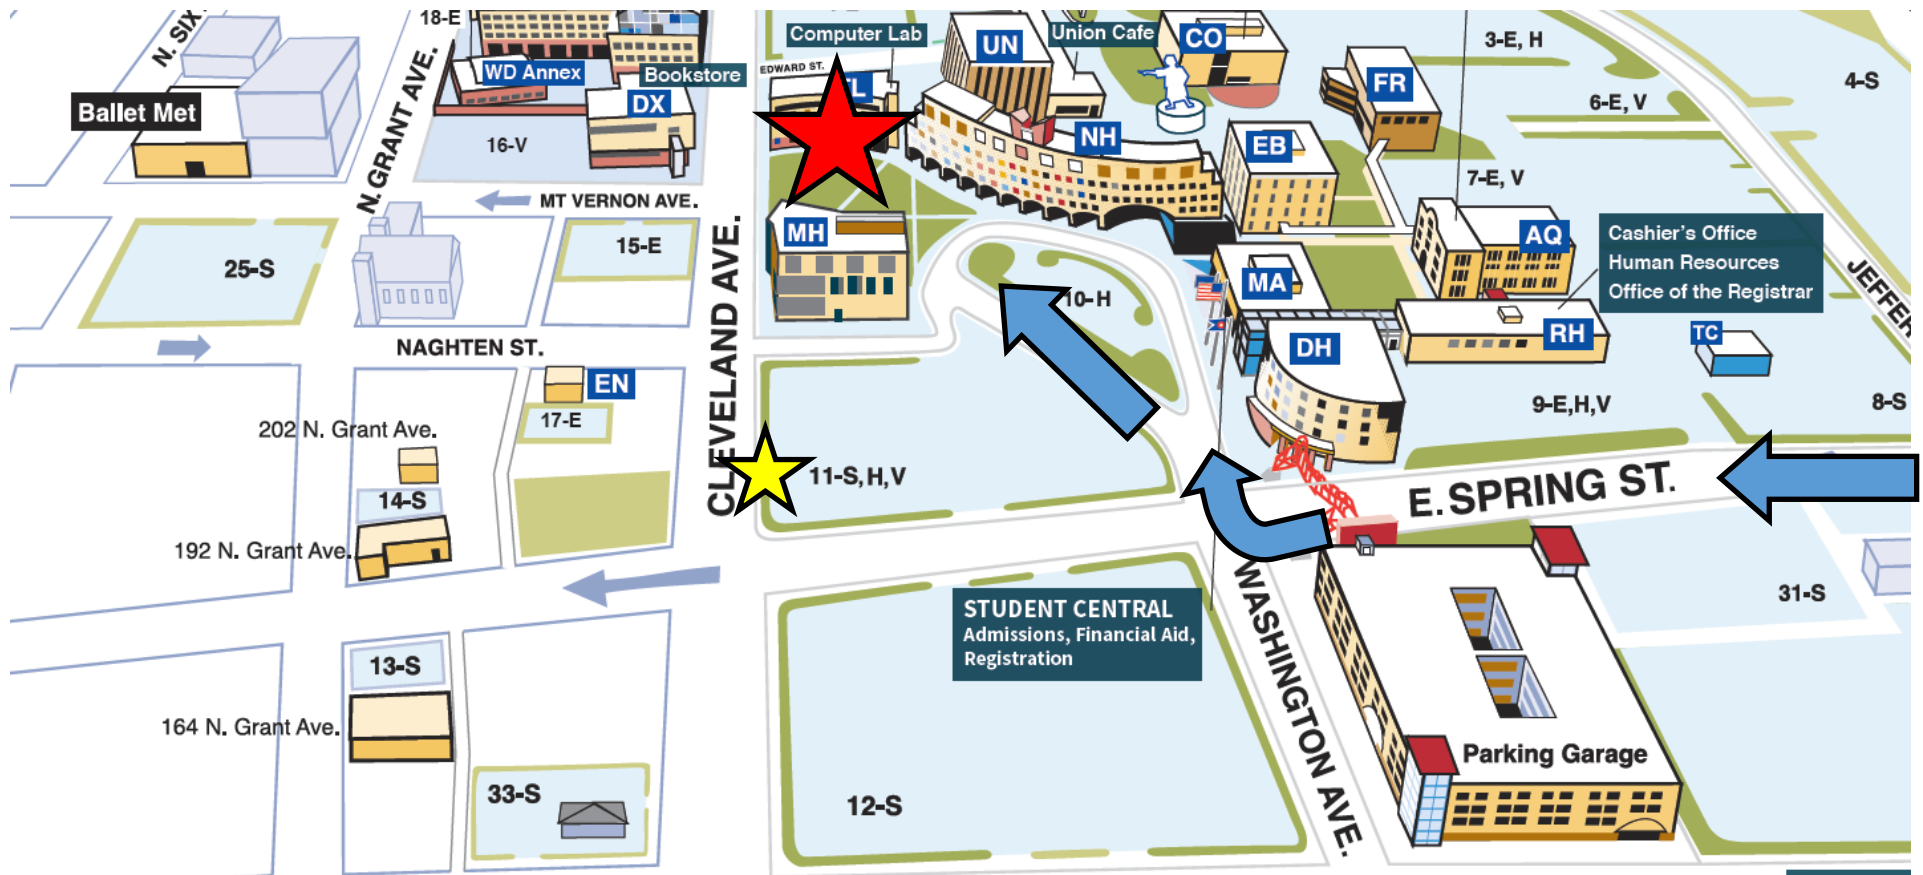 N. SIX
18-E
N. GRANT AVE.
Ballet Met
WD Annex
Bookstore
DX
16-V
MT VERNON AVE.
25-S
15-E
NAGHTEN ST.
EN
17-E
202 N. Grant Ave.
14-S
192 N. Grant Ave.
13-S
164 N. Grant Ave.
33-S
CLEVELAND AVE.
Computer Lab
EDWARD ST.
L
UN
Union Cafe
CO
NH
MH
EB
FR
3-E, H
4-S
6-E, V
7-E, V
10-H
MA
AQ
Cashier's Office
Human Resources
Office of the Registrar
JEFFER
DH
RH
TC
9-E,H,V
8-S
11-S, H, V
E. SPRING ST.
STUDENT CENTRAL
Admissions, Financial Aid,
Registration
WASHINGTON AVE.
31-S
12-S
Parking Garage